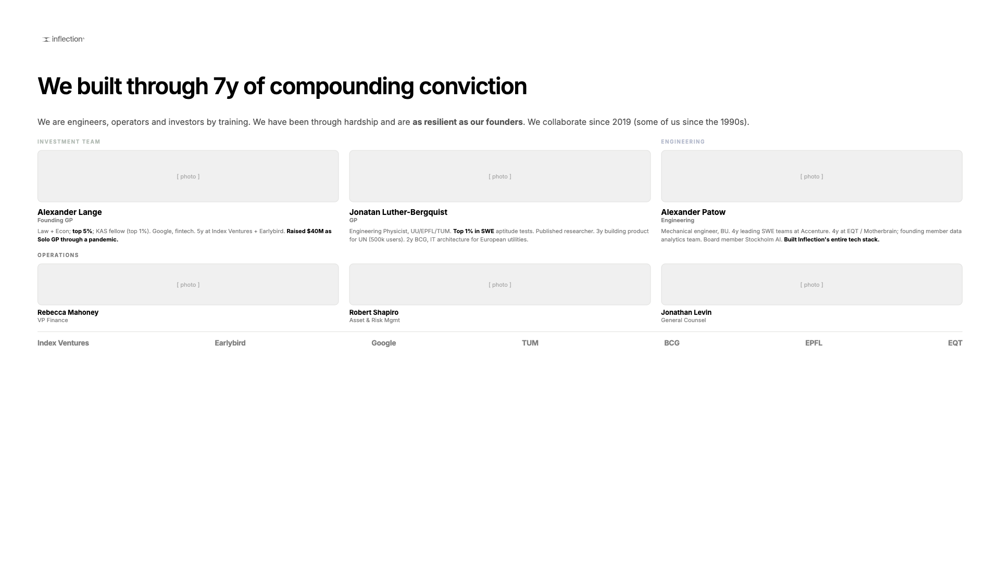 inflection
We built through 7y of compounding conviction
We are engineers, operators and investors by training. We have been through hardship and are as resilient as our founders. We collaborate since 2019 (some of us since the 1990s).
INVESTMENT TEAM
ENGINEERING
[ photo ]
[ photo ]
[ photo ]
Alexander Lange
Founding GP
Law + Econ; top 5%; KAS fellow (top 1%). Google, fintech. 5y at Index Ventures + Earlybird. Raised $40M as
Solo GP through a pandemic.
Jonatan Luther-Bergquist
GP
Engineering Physicist, UU/EPFL/TUM. Top 1% in SWE aptitude tests. Published researcher. 3y building product
for UN (500k users). 2y BCG, IT architecture for European utilities.
Alexander Patow
Engineering
Mechanical engineer, BU. 4y leading SWE teams at Accenture. 4y at EQT / Motherbrain; founding member data
analytics team. Board member Stockholm AI. Built Inflection's entire tech stack.
OPERATIONS
[ photo ]
[ photo ]
[ photo ]
Rebecca Mahoney
VP Finance
Robert Shapiro
Asset & Risk Mgmt
Jonathan Levin
General Counsel
Index Ventures
Earlybird
Google
TUM
BCG
EPFL
EQT